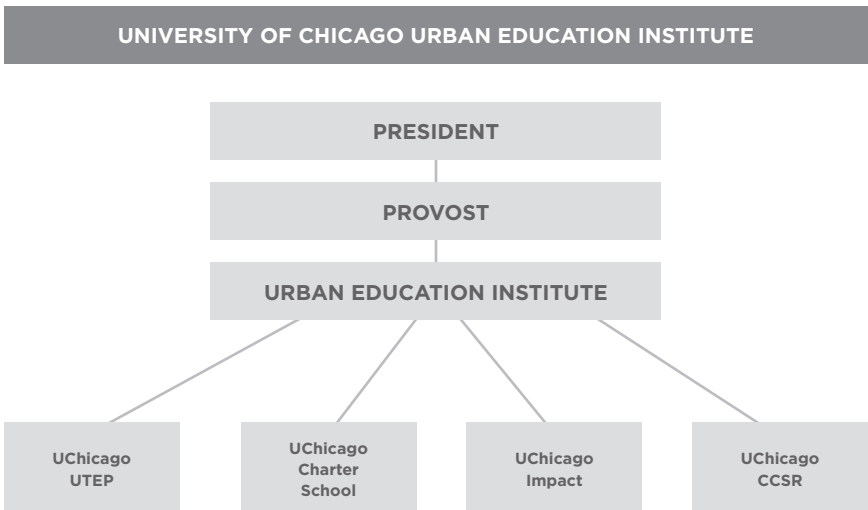 UNIVERSITY OF CHICAGO URBAN EDUCATION INSTITUTE
PRESIDENT
PROVOST
URBAN EDUCATION INSTITUTE
UChicago
UTEP
UChicago
Charter
School
UChicago
Impact
UChicago
CCSR